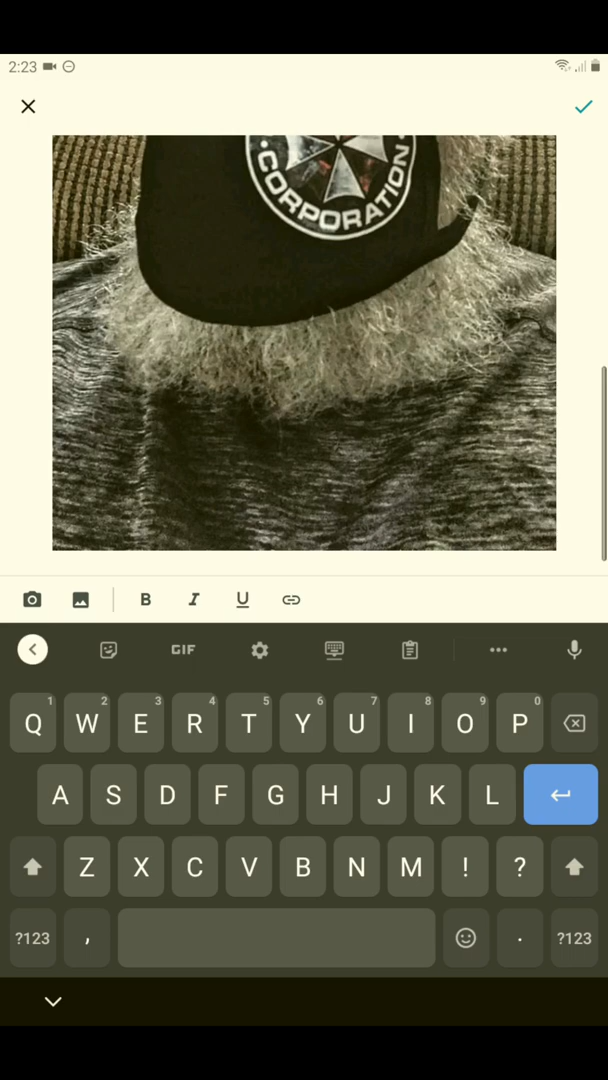 2:23
CORPORATION
B I U
GIF
1 2 3 4 5 6 7 8 9 0
Q W E R T Y U I O P
A S D F G H J K L
Z X C V B N M ! ?
?123 , . ?123